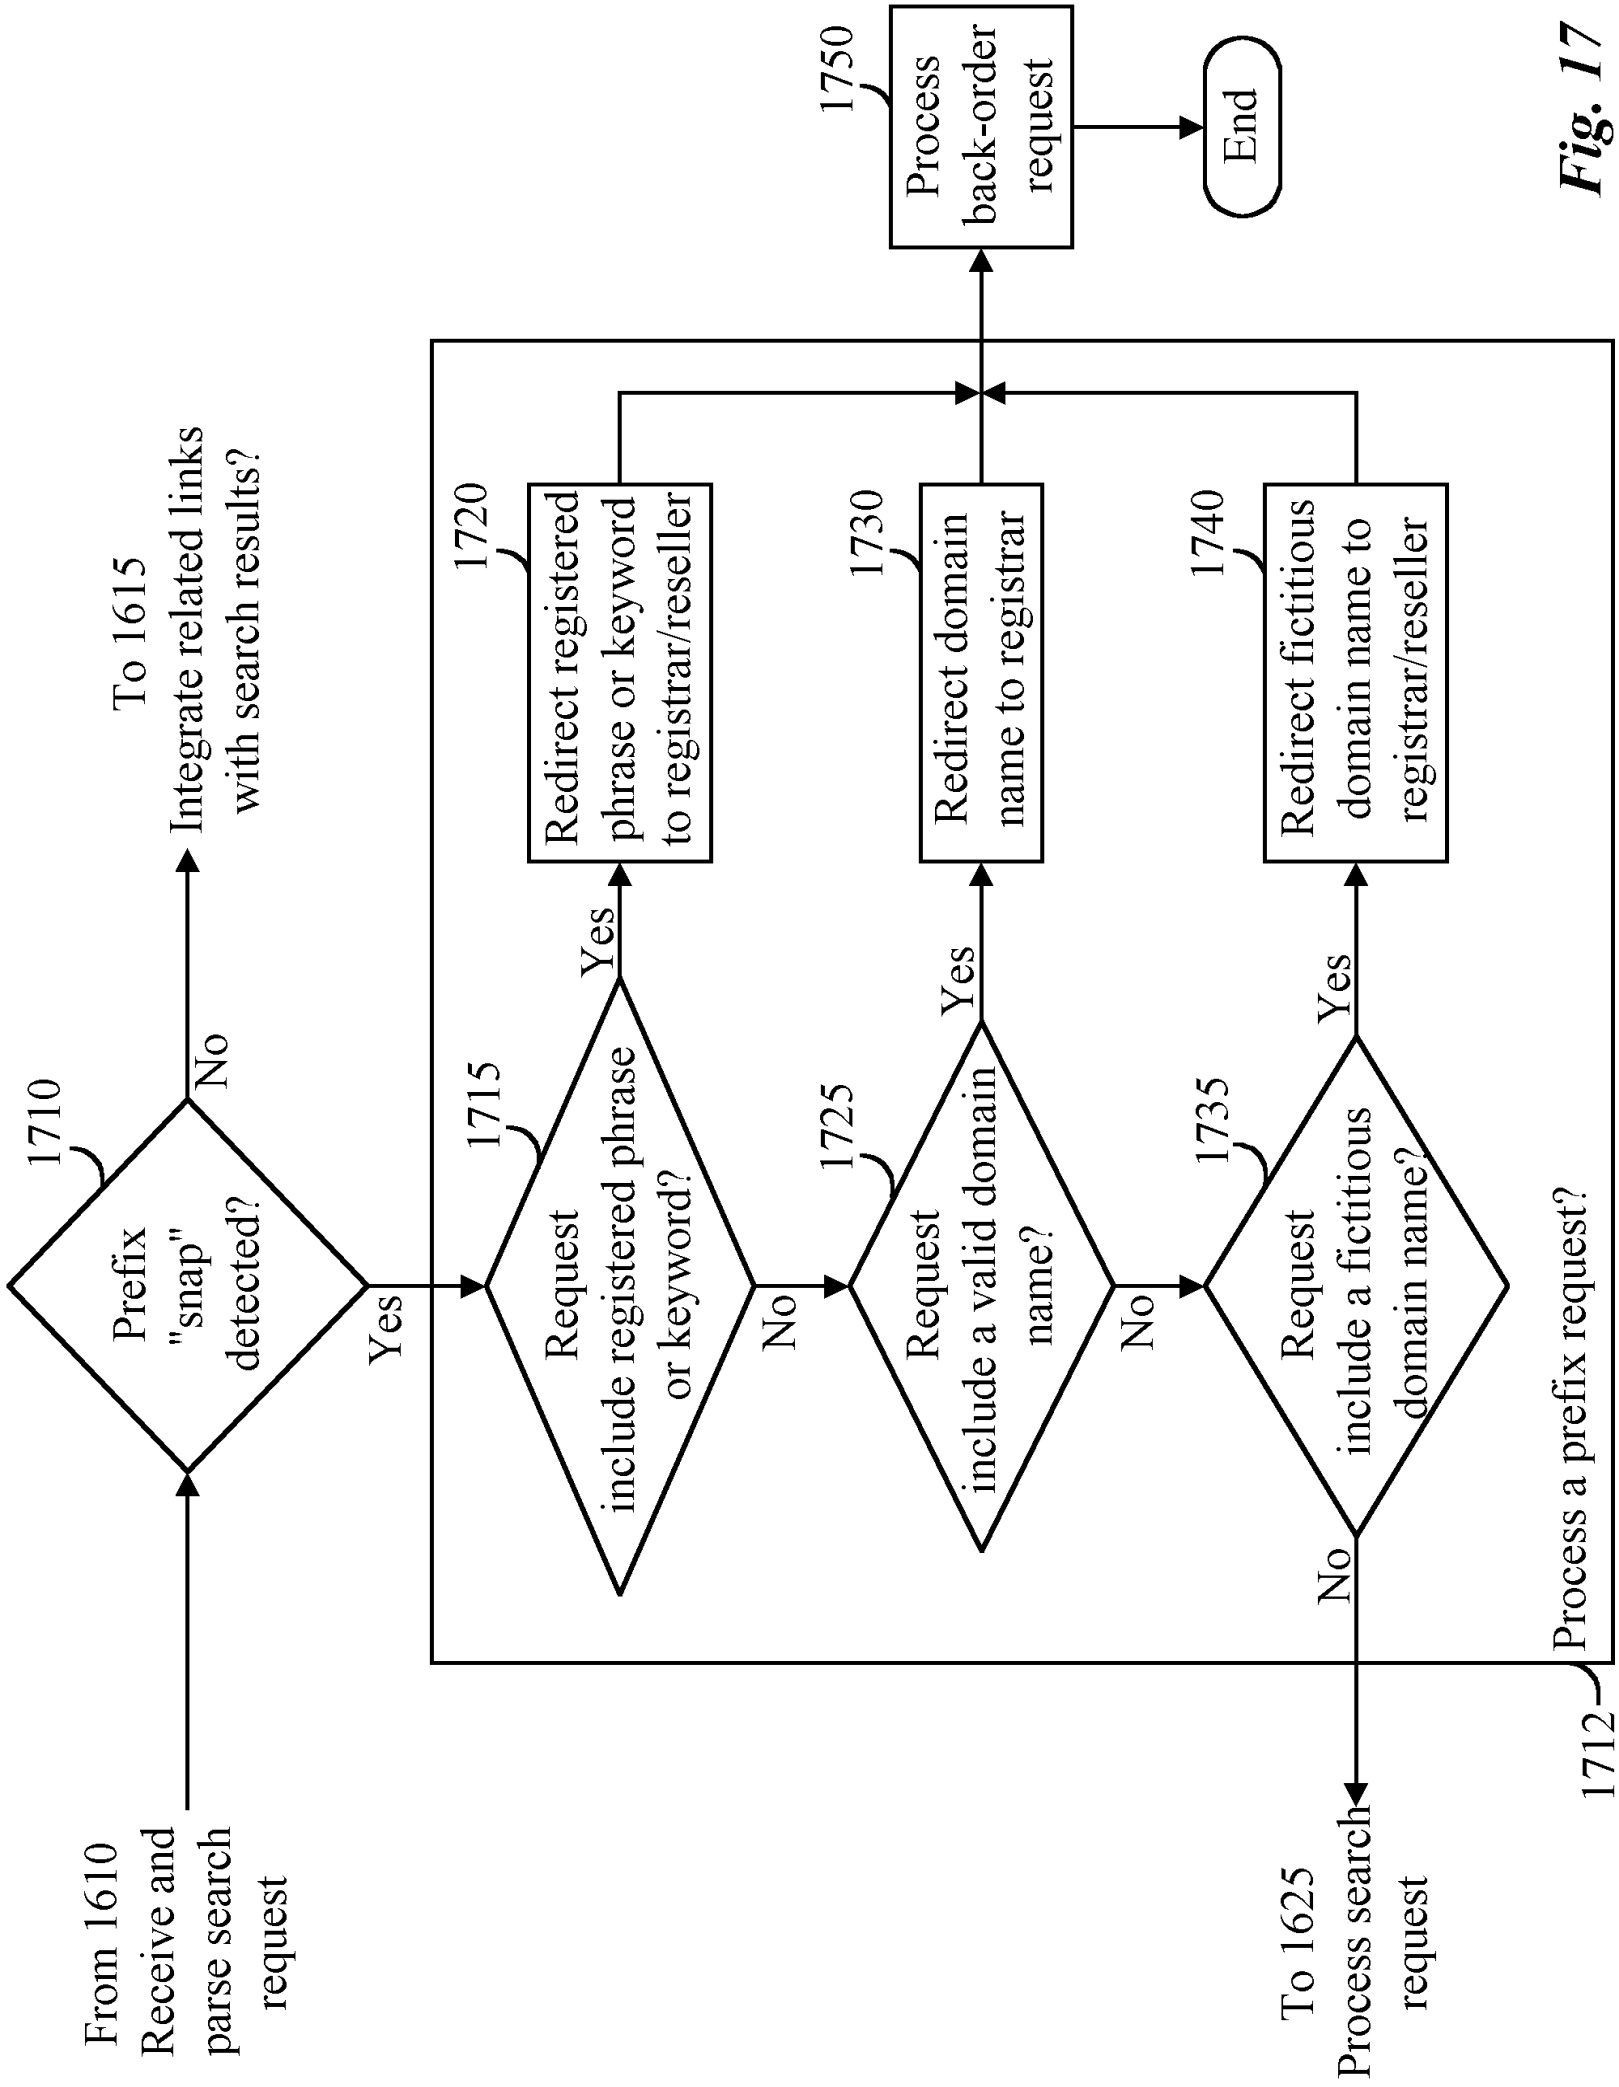 From 1610
Receive and
parse search
request
1710
Prefix
"snap"
detected?
No
Yes
To 1615
Integrate related links
with search results?
1715
Request
include registered phrase
or keyword?
Yes
No
1720
Redirect registered
phrase or keyword
to registrar/reseller
1725
Request
include a valid domain
name?
Yes
No
1730
Redirect domain
name to registrar
1735
Request
include a fictitious
domain name?
Yes
No
1740
Redirect fictitious
domain name to
registrar/reseller
To 1625
Process search
request
1712
Process a prefix request?
1750
Process
back-order
request
End
Fig. 17